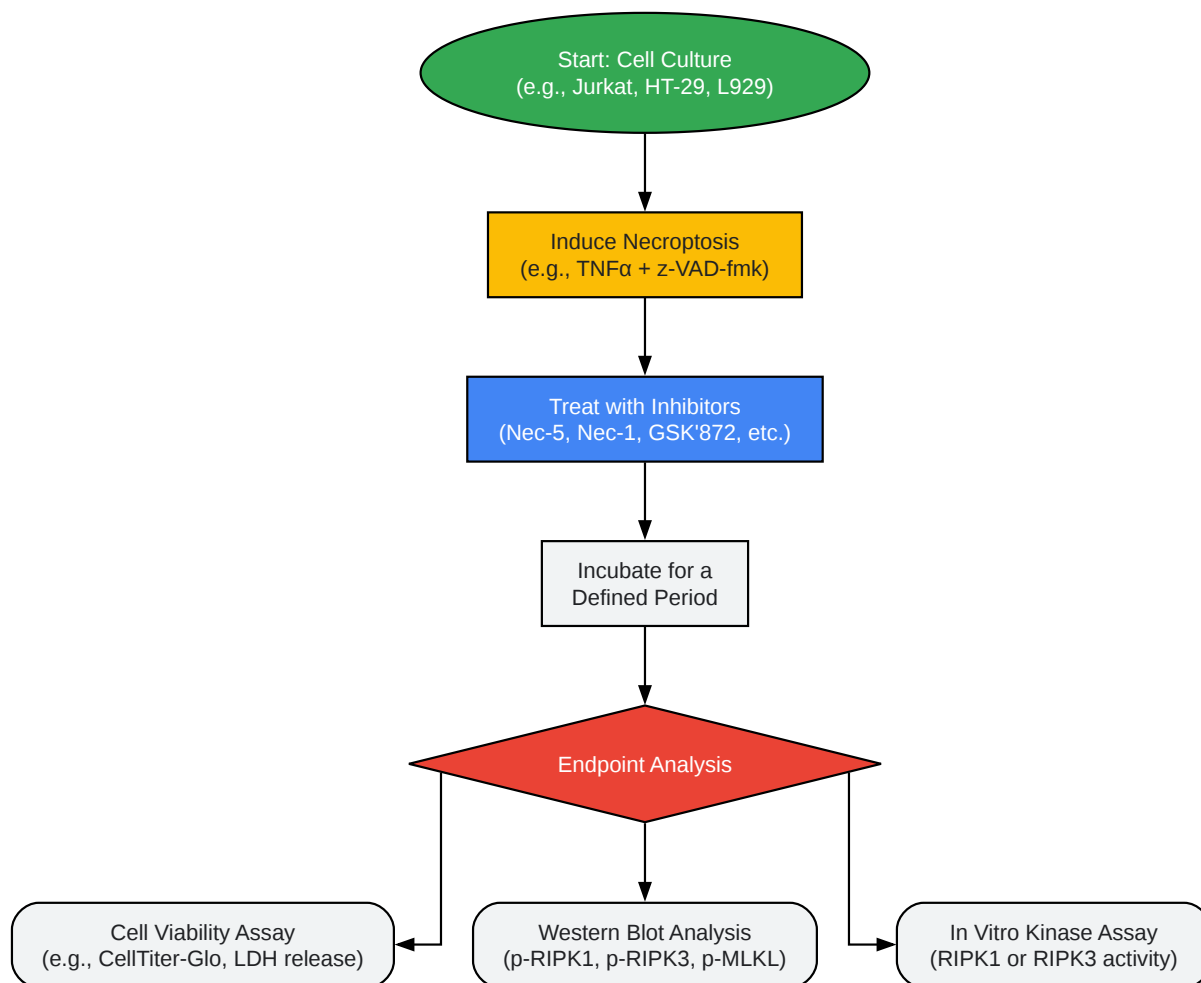 Start: Cell Culture
(e.g., Jurkat, HT-29, L929)
Induce Necroptosis
(e.g., TNFα + z-VAD-fmk)
Treat with Inhibitors
(Nec-5, Nec-1, GSK'872, etc.)
Incubate for a
Defined Period
Endpoint Analysis
Cell Viability Assay
(e.g., CellTiter-Glo, LDH release)
Western Blot Analysis
(p-RIPK1, p-RIPK3, p-MLKL)
In Vitro Kinase Assay
(RIPK1 or RIPK3 activity)